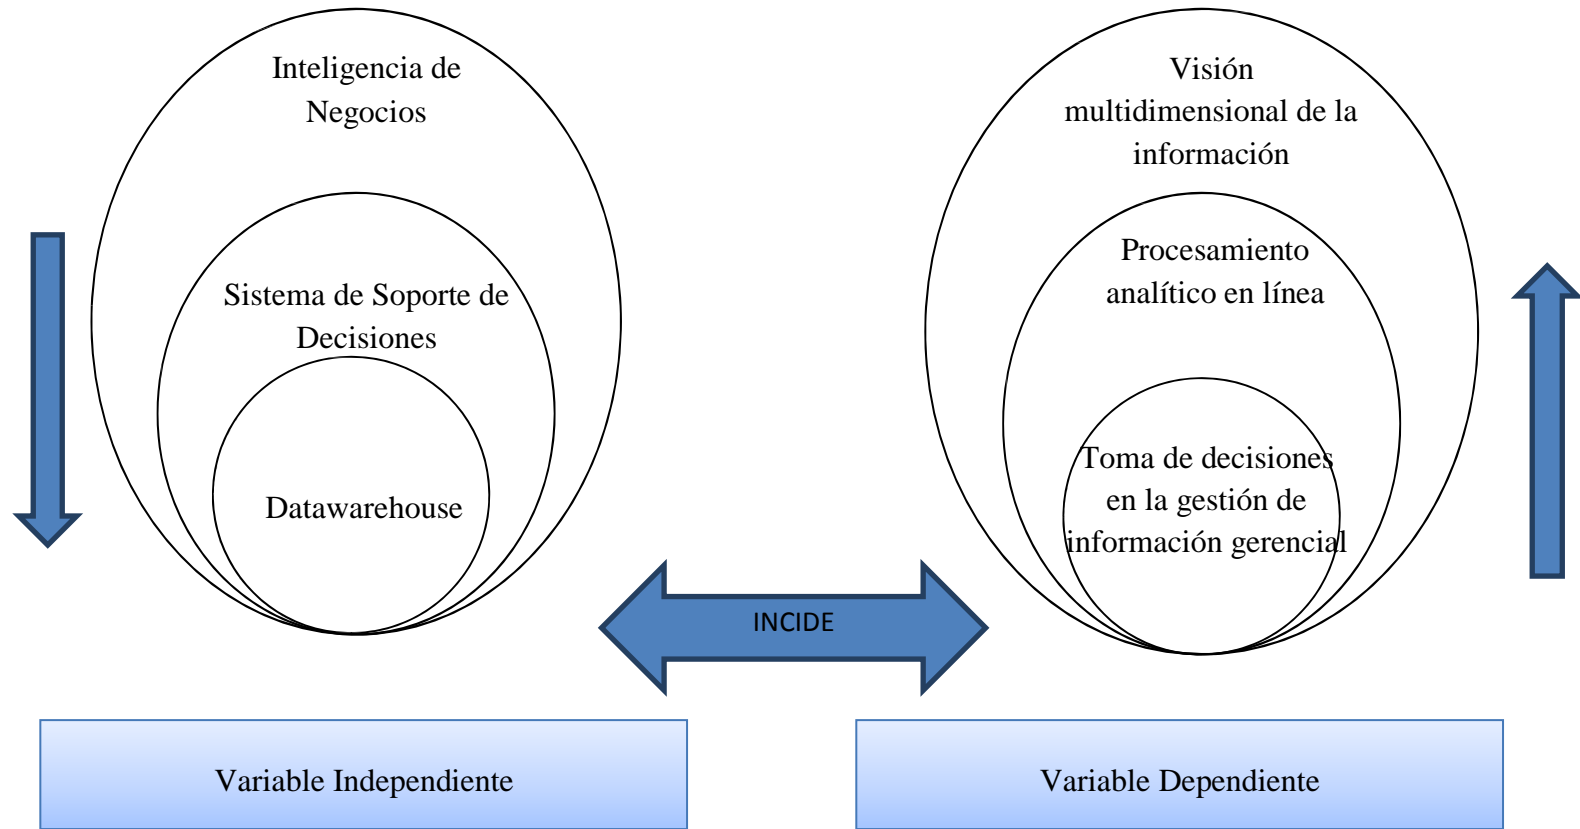 Inteligencia de
Negocios
Sistema de Soporte de
Decisiones
Datawarehouse
Visión
multidimensional de la
información
Procesamiento
analítico en línea
Toma de decisiones
en la gestión de
información gerencial
INCIDE
Variable Independiente
Variable Dependiente